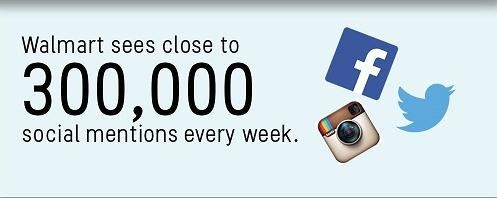 Walmart sees close to
300,000
social mentions every week.